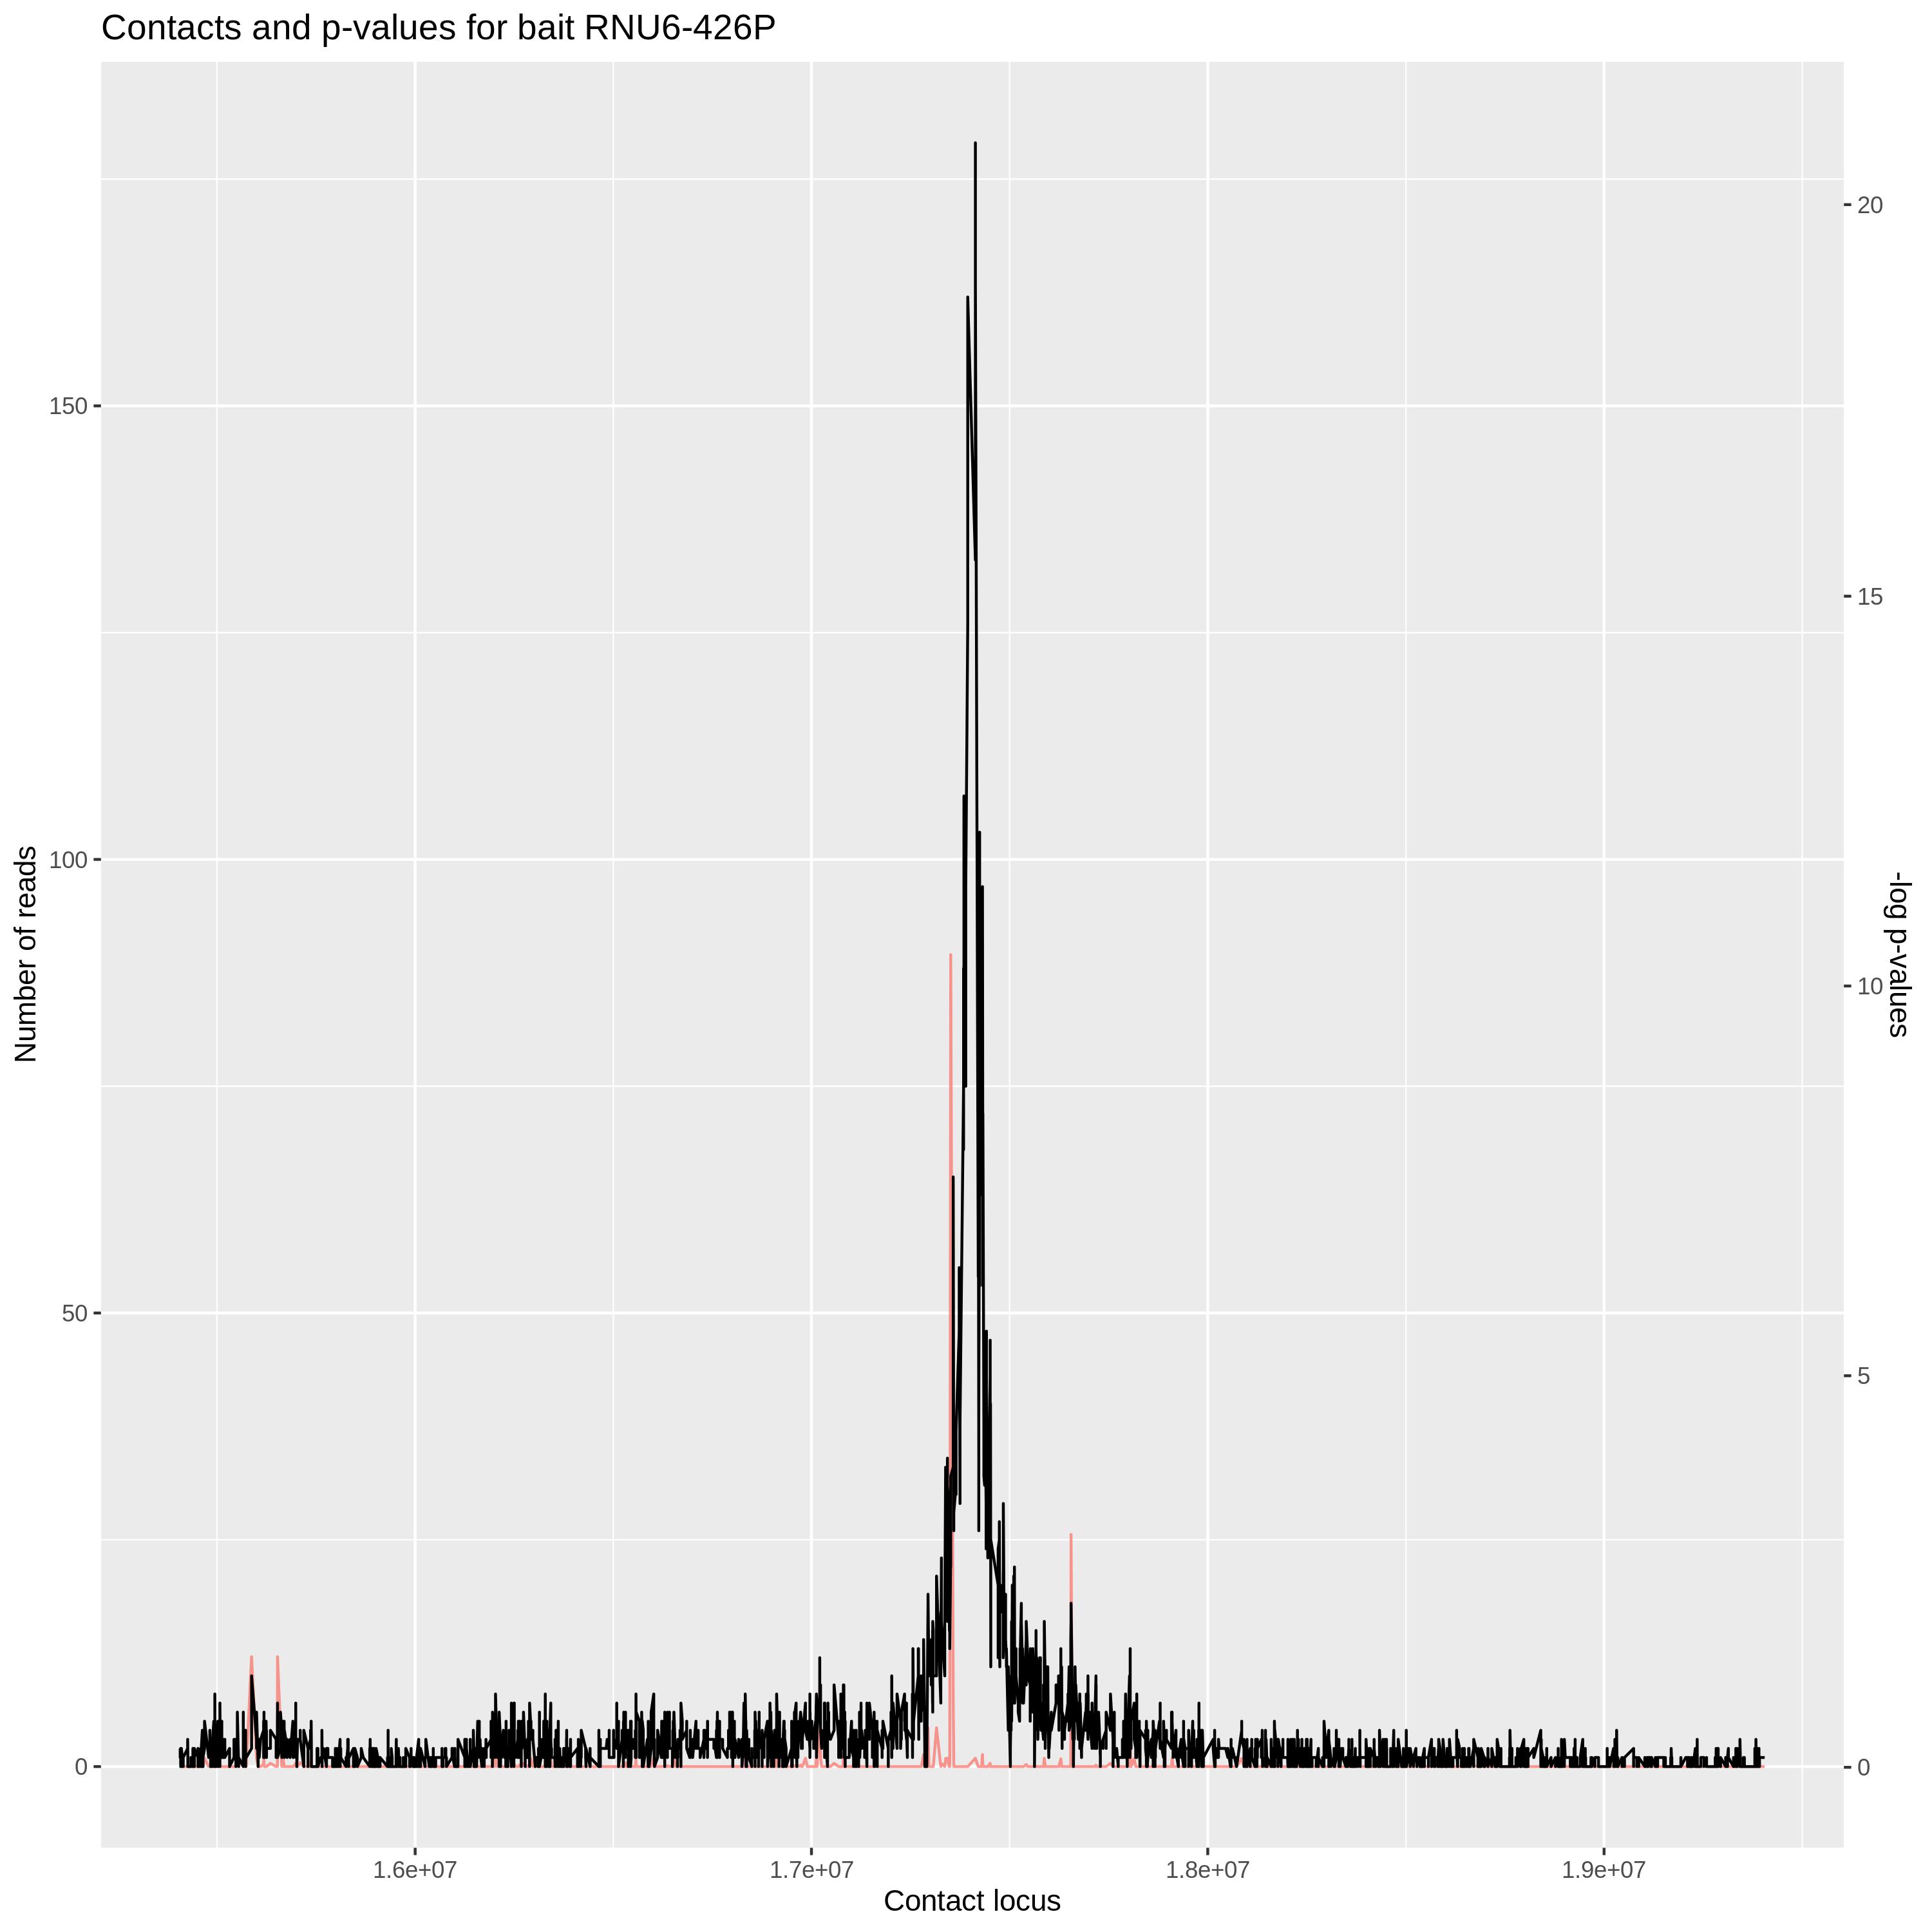 Contacts and p-values for bait RNU6-426P
150
100
50
0
20
15
10
5
0
1.6e+07
1.7e+07
1.8e+07
1.9e+07
Number of reads
-log p-values
Contact locus